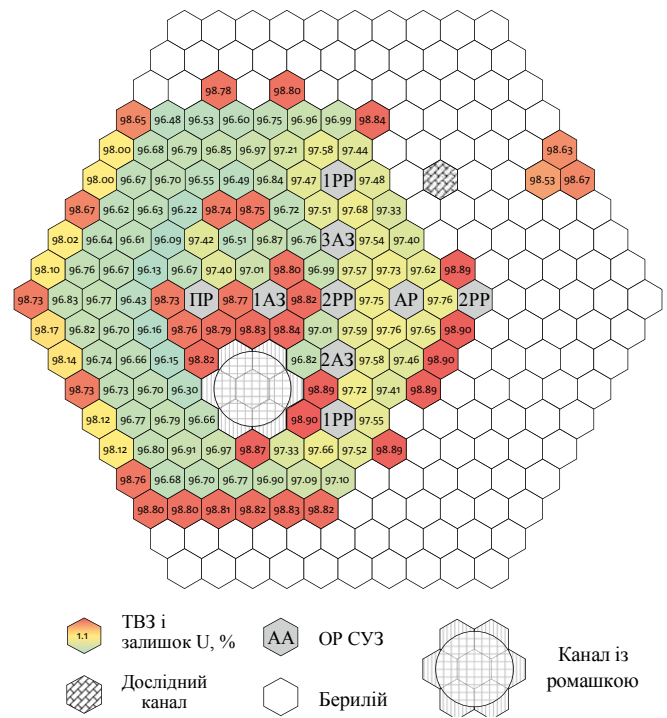 98.78 98.80
98.65 96.48 96.53 96.60 96.75 96.96 96.99 98.84
98.00 96.68 96.79 96.85 96.97 97.21 97.58 97.44 98.63
98.00 96.67 96.70 96.55 96.49 96.84 97.47 1РР 97.48 98.53 98.67
98.67 96.62 96.63 96.22 98.74 98.75 96.72 97.51 97.68 97.33
98.02 96.64 96.61 96.09 97.42 96.51 96.87 96.76 3АЗ 97.54 97.40
98.10 96.76 96.67 96.13 96.67 97.40 97.01 98.80 96.99 97.57 97.73 97.62 98.89
98.73 96.83 96.77 96.43 98.73 ПР 98.77 1АЗ 98.82 2РР 97.75 АР 97.76 2РР
98.17 96.82 96.70 96.16 98.76 98.79 98.83 98.84 97.01 97.59 97.76 97.65 98.90
98.14 96.74 96.66 96.15 98.82 96.82 2АЗ 97.58 97.46 98.90
98.73 96.73 96.70 96.30 98.89 97.72 97.41 98.89
98.12 96.77 96.79 96.66 98.90 1РР 97.55
98.12 96.80 96.91 96.97 98.87 97.33 97.66 97.52 98.89
98.76 96.68 96.70 96.77 96.90 97.09 97.10
98.80 98.80 98.81 98.82 98.83 98.82
1.1
ТВЗ і
залишок U, %
АА
ОР СУЗ
Дослідний
канал
Берилій
Канал із
ромашкою